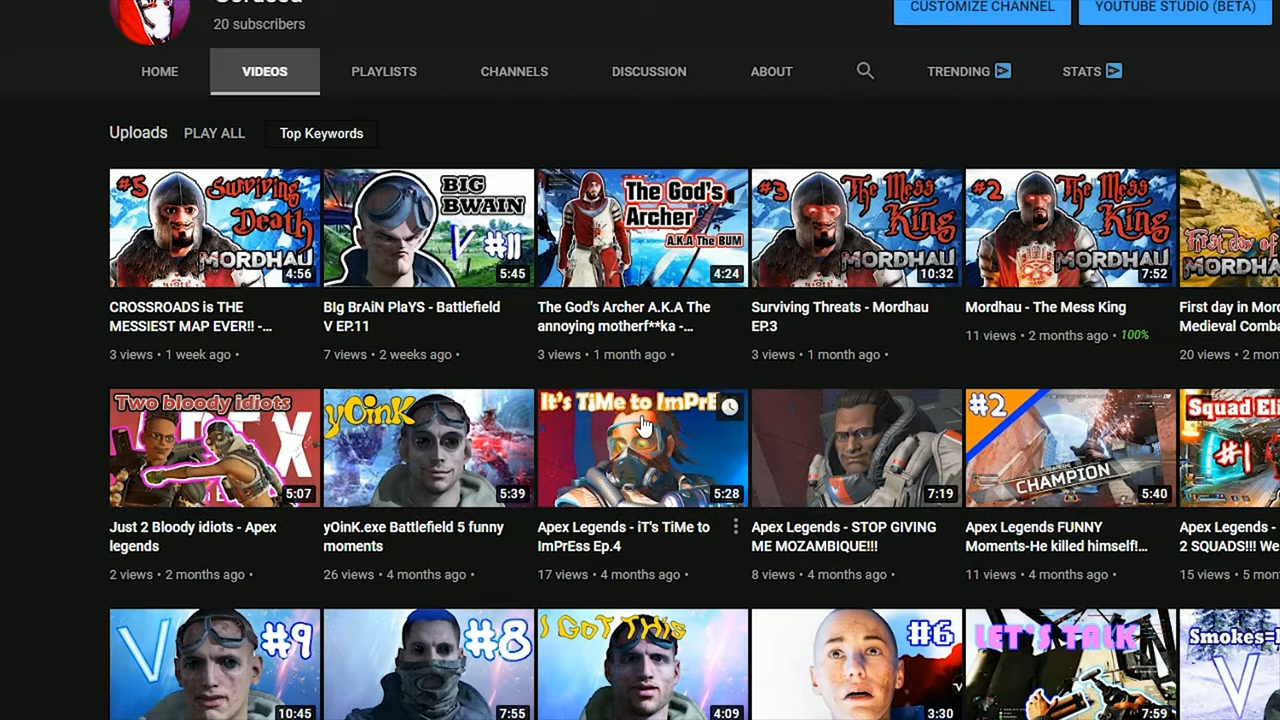 20 subscribers
CUSTOMIZE CHANNEL
YOUTUBE STUDIO (BETA)
HOME
VIDEOS
PLAYLISTS
CHANNELS
DISCUSSION
ABOUT
TRENDING
STATS
Uploads PLAY ALL Top Keywords
#5 Surviving Death
MORDHAU
4:56
BIG BWAIN
V #11
5:45
The God's Archer
A.K.A The BUM
4:24
#3 The Mess King
MORDHAU
10:32
#2 The Mess King
MORDHAU
7:52
First day of
CROSSROADS is THE
MESSIEST MAP EVER!! -...
3 views • 1 week ago •
BIg BrAiN PlaYS - Battlefield
V EP.11
7 views • 2 weeks ago •
The God's Archer A.K.A The
annoying motherf**ka -...
3 views • 1 month ago •
Surviving Threats - Mordhau
EP.3
3 views • 1 month ago •
Mordhau - The Mess King
11 views • 2 months ago • 100%
First day in
Medieval
20 views • 2
Two bloody idiots
5:07
yOinK
5:39
It's TiMe to
5:28
7:19
#2
CHAMPION
5:40
Squad
#1
Just 2 Bloody idiots - Apex
legends
2 views • 2 months ago •
yOinK.exe Battlefield 5 funny
moments
26 views • 4 months ago •
Apex Legends - iT's TiMe to
ImPrEss Ep.4
17 views • 4 months ago •
Apex Legends - STOP GIVING
ME MOZAMBIQUE!!!
8 views • 4 months ago •
Apex Legends FUNNY
Moments-He killed himself!...
11 views • 4 months ago •
Apex Legends -
2 SQUADS!!!
15 views • 5
V #9
10:45
#8
7:55
I GOT THIS
4:09
#6
3:30
LET'S TALK
7:59
V